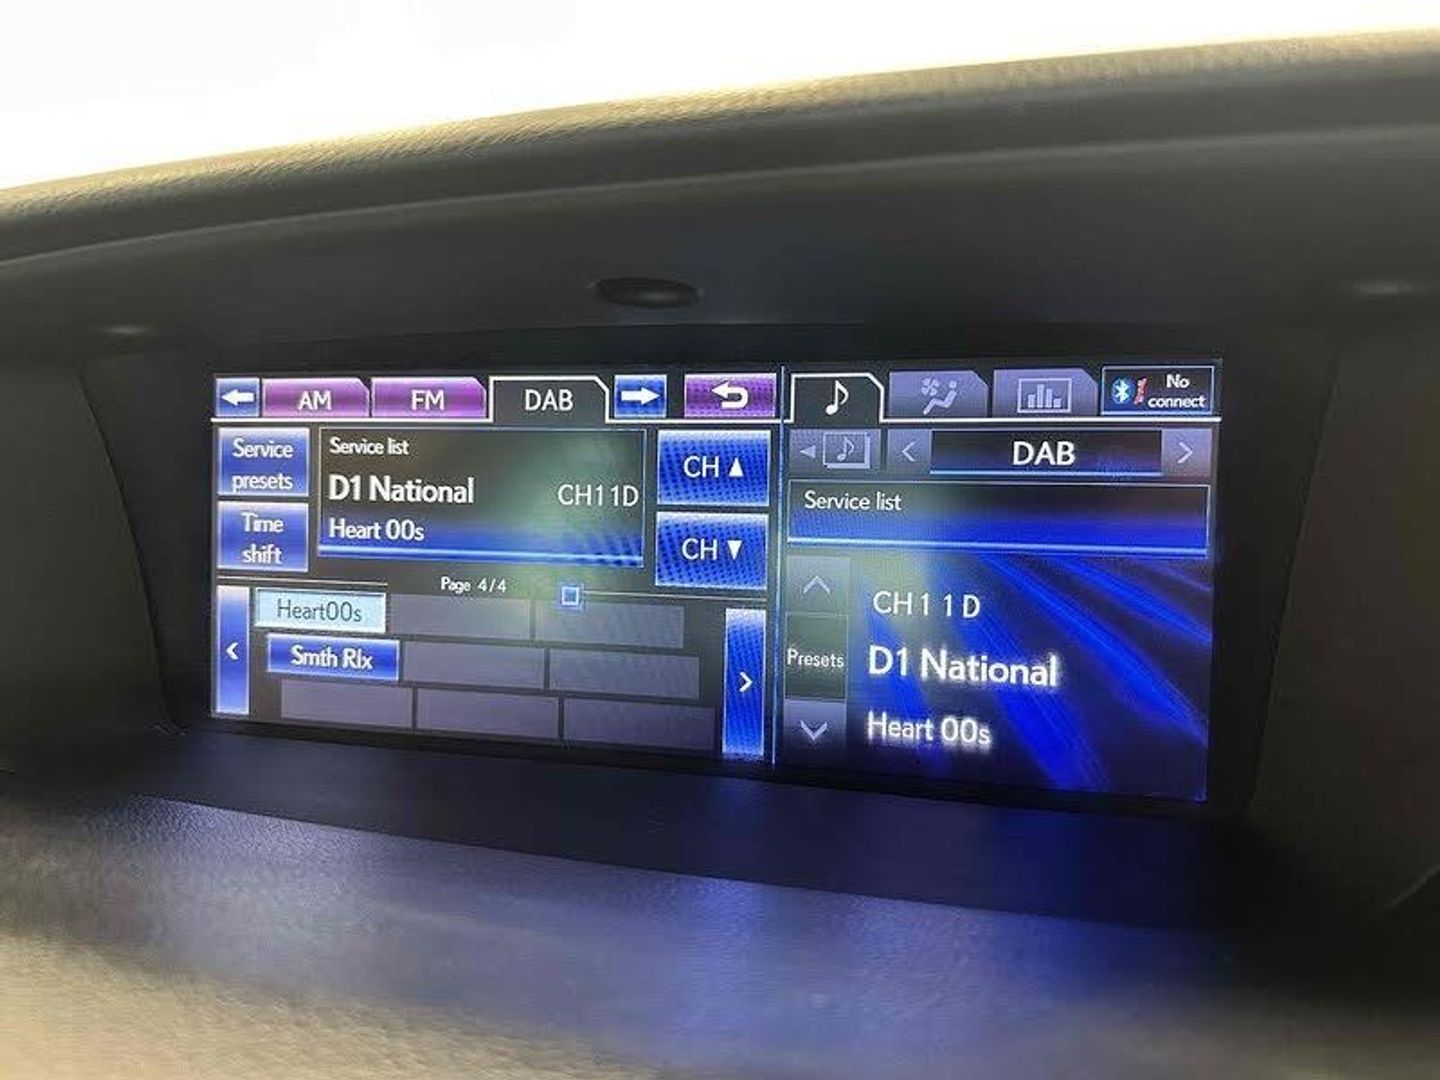 AM
FM
DAB
No
connect
Service
presets
Time
shift
Service list
D1 National
CH11D
Heart 00s
CH
CH
Page 4/4
Heart00s
Smth Rlx
DAB
Service list
Presets
CH11D
D1 National
Heart 00s